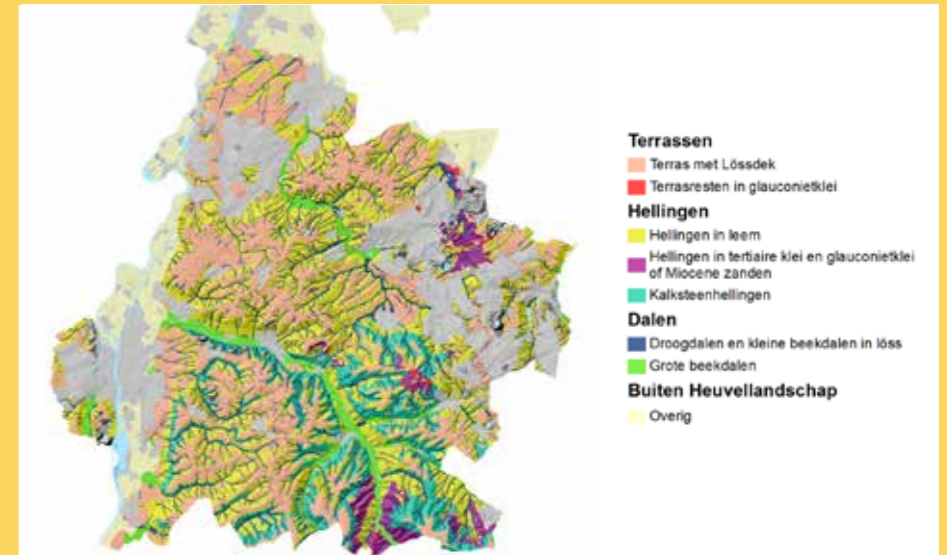 Terrassen
Terras met Lössdek
Terrasresten in glauconietklei
Hellingen
Hellingen in leem
Hellingen in tertiaire klei en glauconietklei
of Miocene zanden
Kalksteenhellingen
Dalen
Droogdalen en kleine beekdalen in löss
Grote beekdalen
Buiten Heuvellandschap
Overig